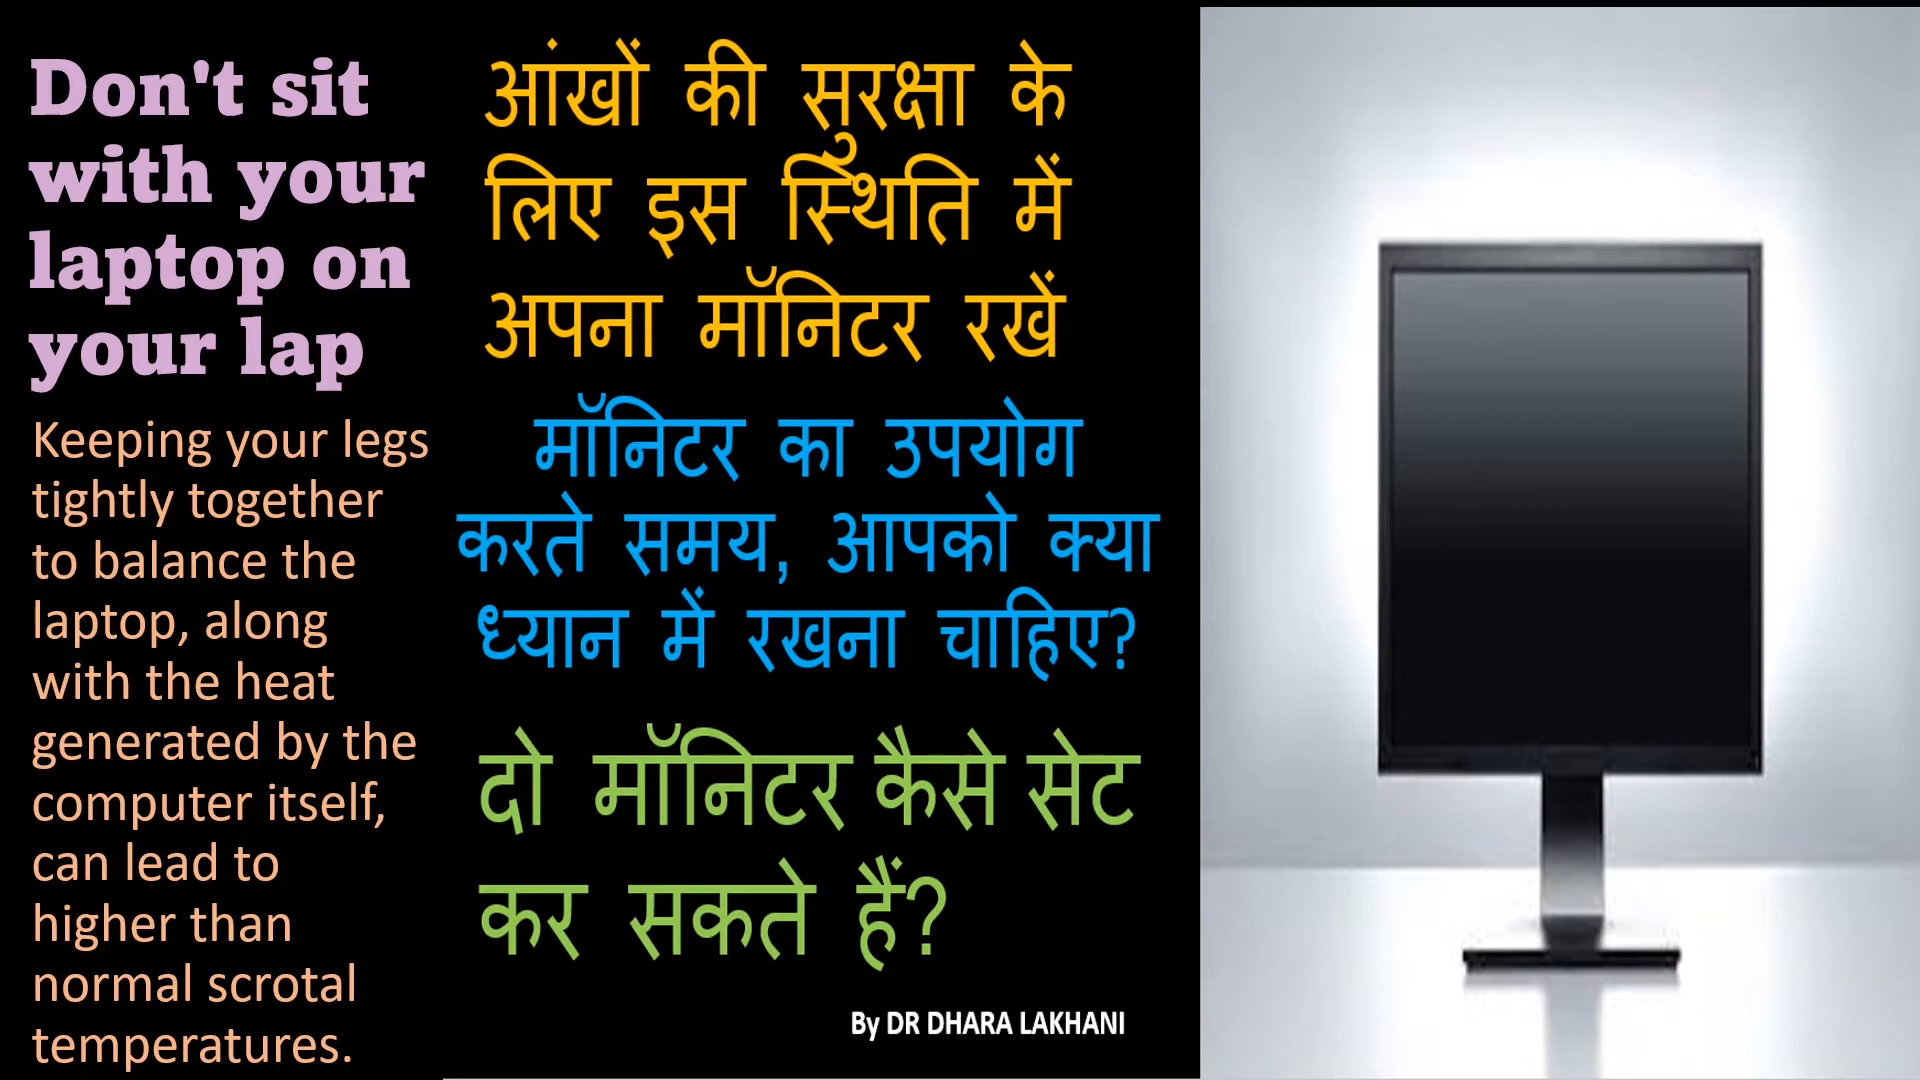 Don't sit
with your
laptop on
your lap
Keeping your legs
tightly together
to balance the
laptop, along
with the heat
generated by the
computer itself,
can lead to
higher than
normal scrotal
temperatures.
आंखों की सुरक्षा के
लिए इस स्थिति में
अपना मॉनिटर रखें
मॉनिटर का उपयोग
करते समय, आपको क्या
ध्यान में रखना चाहिए?
दो मॉनिटर कैसे सेट
कर सकते हैं?
By DR DHARA LAKHANI